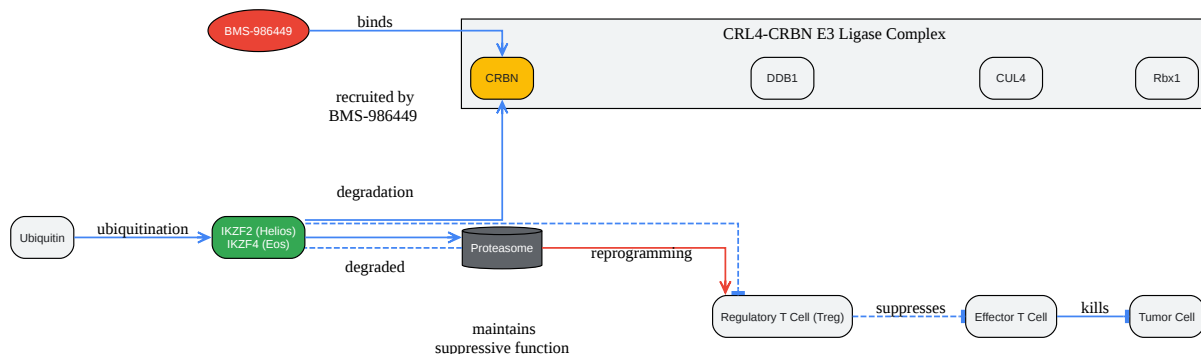 binds
BMS-986449
CRL4-CRBN E3 Ligase Complex
CRBN
DDB1
CUL4
Rbx1
recruited by
BMS-986449
degradation
ubiquitination
Ubiquitin
IKZF2 (Helios)
IKZF4 (Eos)
Proteasome
reprogramming
degraded
suppresses
kills
Regulatory T Cell (Treg)
Effector T Cell
Tumor Cell
maintains
suppressive function